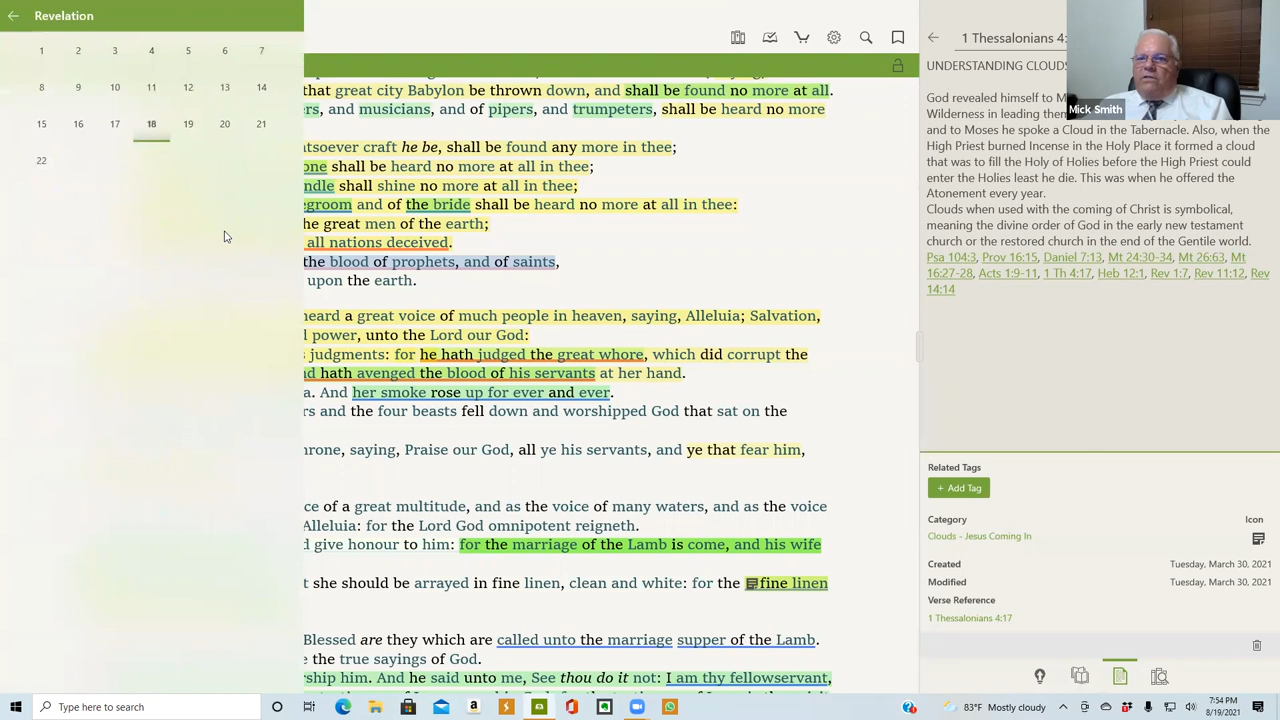 Revelation
1 2 3 4 5 6 7
8 9 10 11 12 13 14
15 16 17 18 19 20 21
22
that great city Babylon be thrown down, and shall be found no more at all.
ers, and musicians, and of pipers, and trumpeters, shall be heard no more
atsoever craft he be, shall be found any more in thee;
one shall be heard no more at all in thee;
ndle shall shine no more at all in thee;
egroom and of the bride shall be heard no more at all in thee:
he great men of the earth;
all nations deceived.
the blood of prophets, and of saints,
upon the earth.
heard a great voice of much people in heaven, saying, Alleluia; Salvation,
d power, unto the Lord our God:
s judgments: for he hath judged the great whore, which did corrupt the
nd hath avenged the blood of his servants at her hand.
a. And her smoke rose up for ever and ever.
rs and the four beasts fell down and worshipped God that sat on the
hrone, saying, Praise our God, all ye his servants, and ye that fear him,
ce of a great multitude, and as the voice of many waters, and as the voice
Alleluia: for the Lord God omnipotent reigneth.
d give honour to him: for the marriage of the Lamb is come, and his wife
t she should be arrayed in fine linen, clean and white: for the fine linen
Blessed are they which are called unto the marriage supper of the Lamb.
e the true sayings of God.
rship him. And he said unto me, See thou do it not: I am thy fellowservant,
1 Thessalonians 4:
UNDERSTANDING CLOUDS
God revealed himself to M
Wilderness in leading them
and to Moses he spoke a Cloud in the Tabernacle. Also, when the
High Priest burned Incense in the Holy Place it formed a cloud
that was to fill the Holy of Holies before the High Priest could
enter the Holies least he die. This was when he offered the
Atonement every year.
Clouds when used with the coming of Christ is symbolical,
meaning the divine order of God in the early new testament
church or the restored church in the end of the Gentile world.
Psa 104:3, Prov 16:15, Daniel 7:13, Mt 24:30-34, Mt 26:63, Mt
16:27-28, Acts 1:9-11, 1 Th 4:17, Heb 12:1, Rev 1:7, Rev 11:12, Rev
14:14
Mick Smith
Related Tags
+ Add Tag
Category Icon
Clouds - Jesus Coming In
Created Tuesday, March 30, 2021
Modified Tuesday, March 30, 2021
Verse Reference
1 Thessalonians 4:17
Type here to search
83°F Mostly cloudy
7:54 PM
8/19/2021